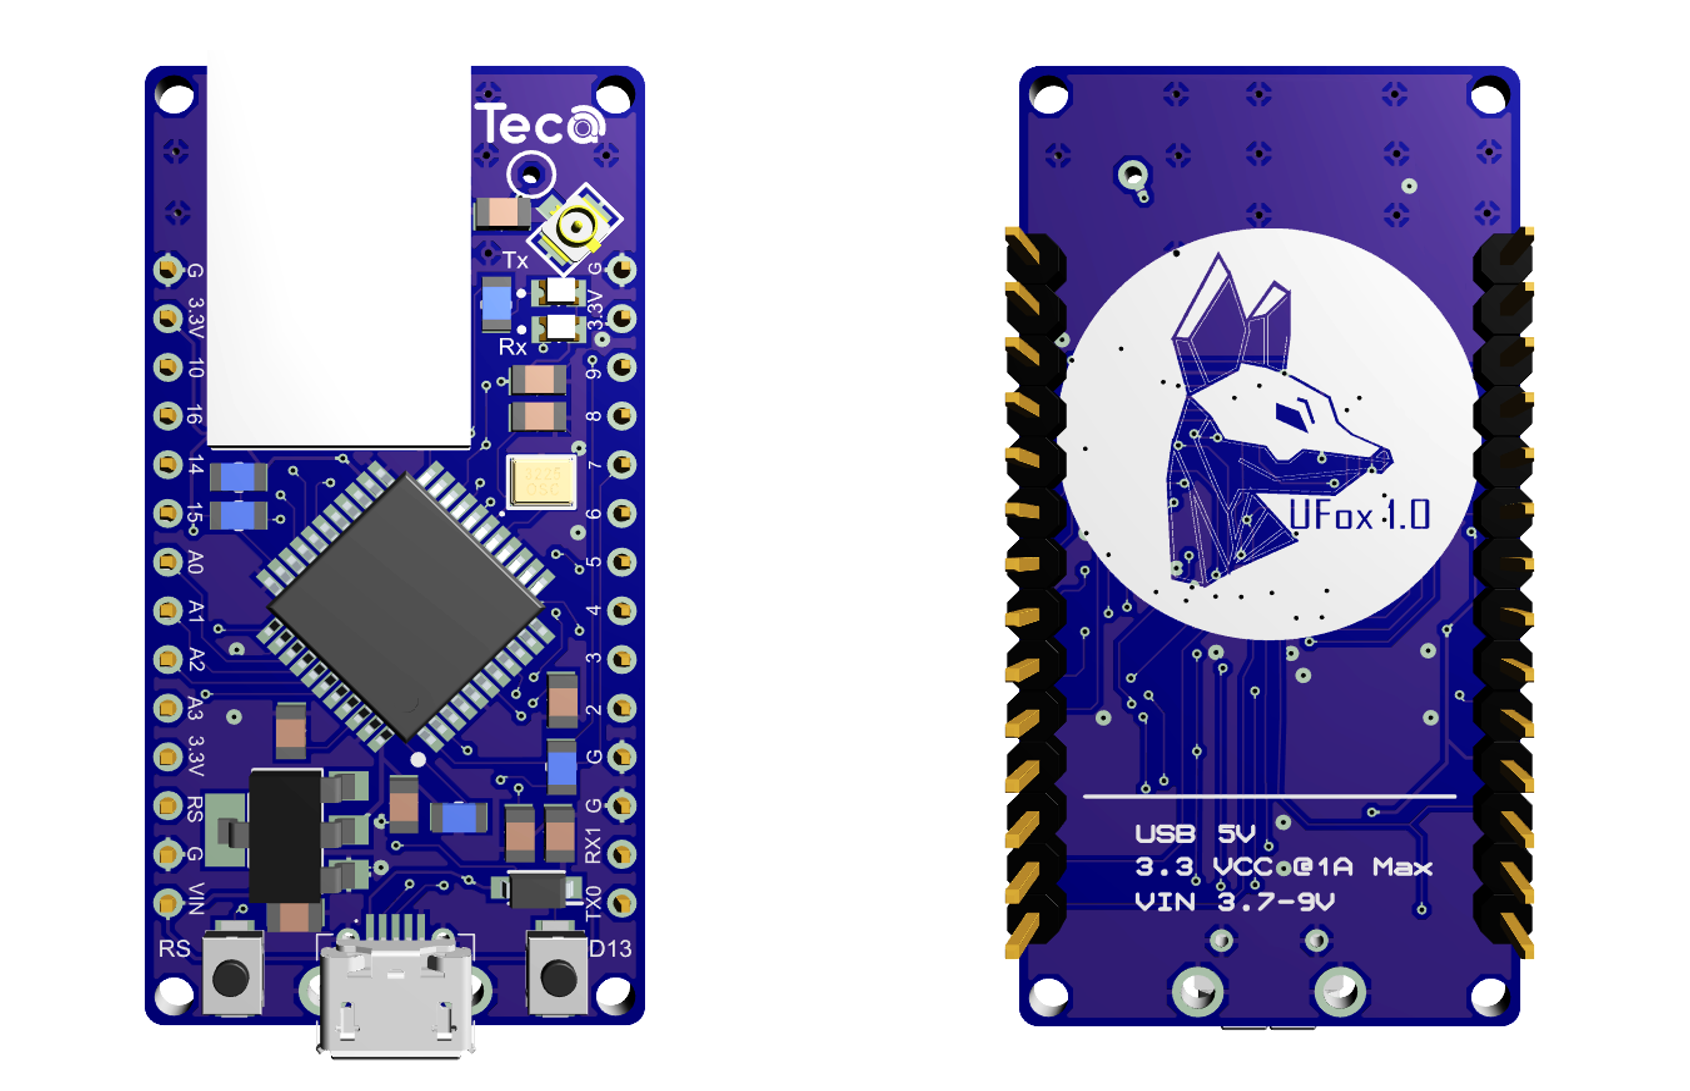 Teca
Tx
Rx
G
3.3V
10
16
14
15
A0
A1
A2
A3
3.3V
RS
G
VIN
G
3.3V
9
8
7
6
5
4
3
2
G
G
RX1
TX0
3225
OSC
RS
D13
UFox 1.0
USB 5V
3.3 VCC @1A Max
VIN 3.7-9V